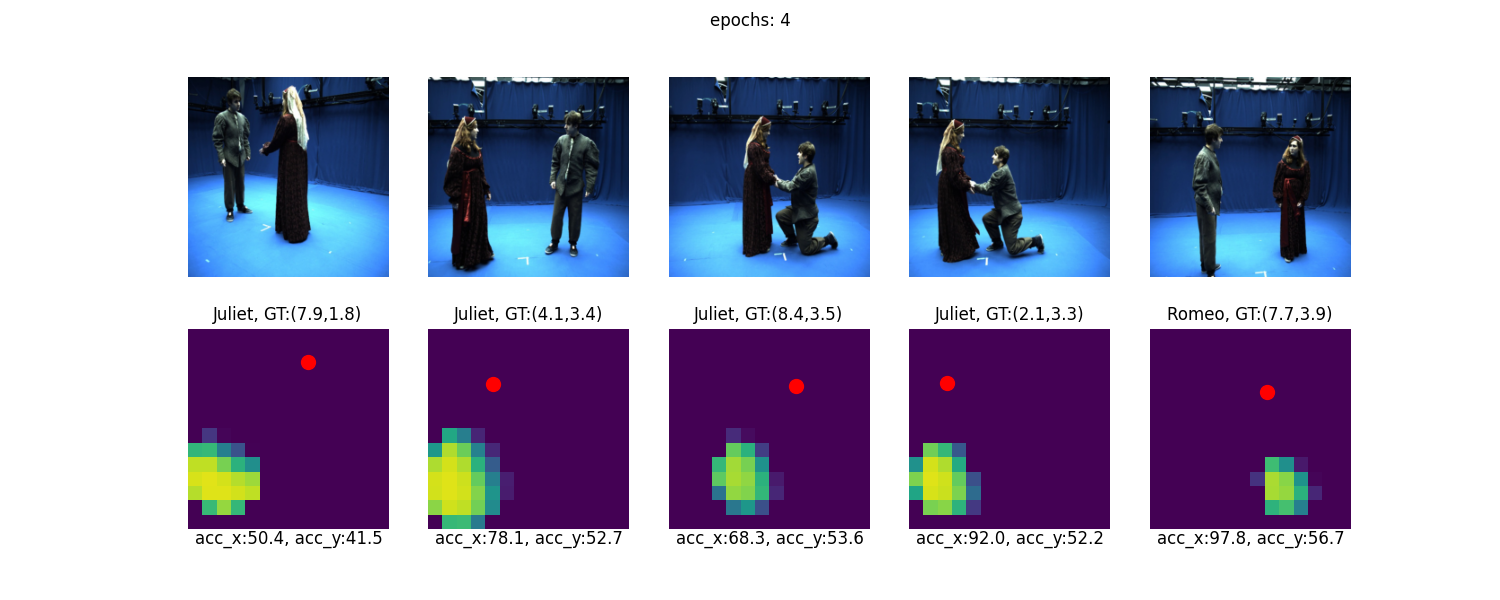 epochs: 4
Juliet, GT:(7.9,1.8)
Juliet, GT:(4.1,3.4)
Juliet, GT:(8.4,3.5)
Juliet, GT:(2.1,3.3)
Romeo, GT:(7.7,3.9)
acc_x:50.4, acc_y:41.5
acc_x:78.1, acc_y:52.7
acc_x:68.3, acc_y:53.6
acc_x:92.0, acc_y:52.2
acc_x:97.8, acc_y:56.7